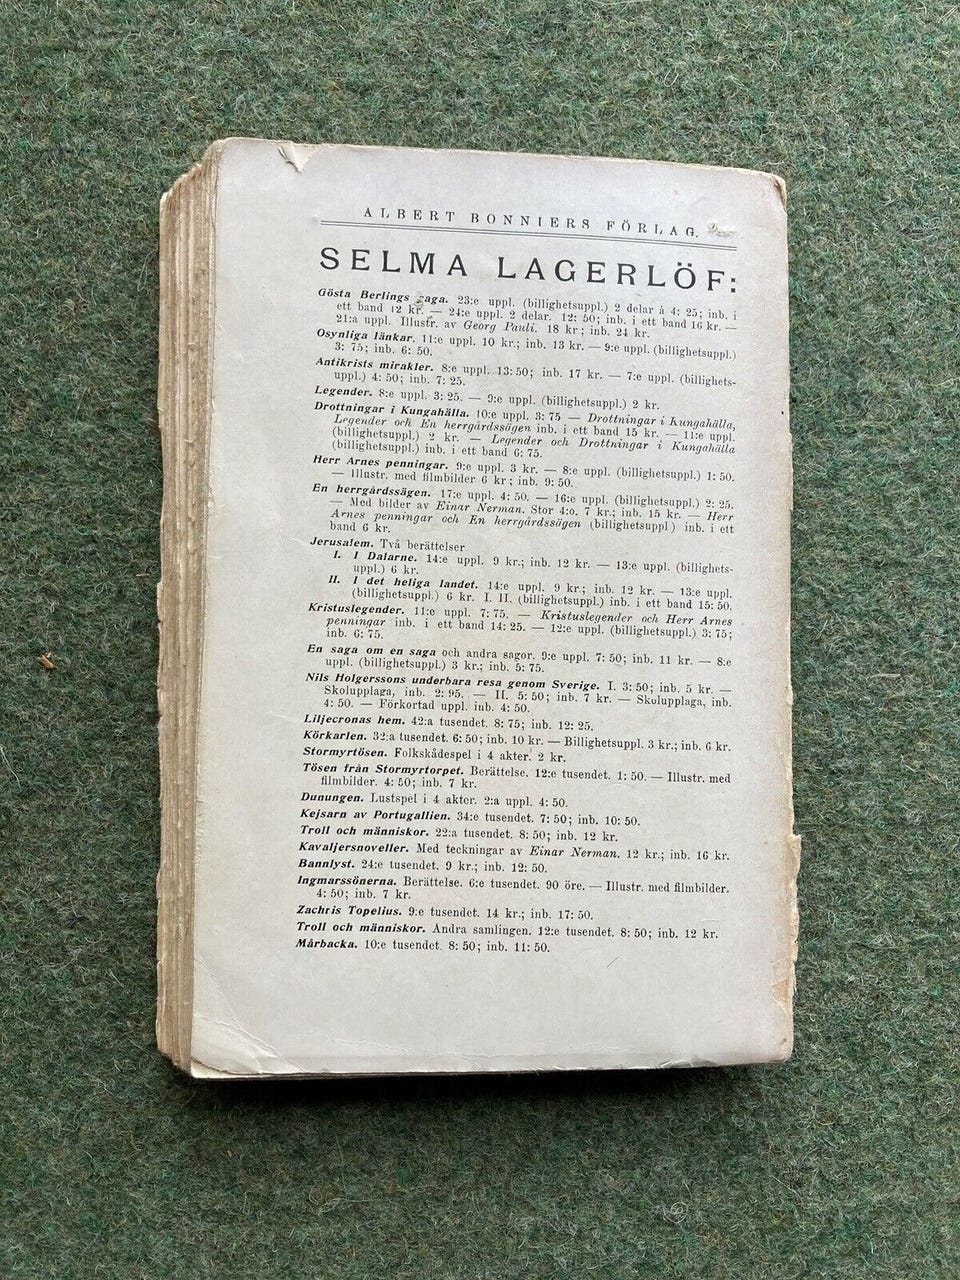 ALBERT BONNIERS FÖRLAG.
SELMA LAGERLÖF:
Gösta Berlings saga. 23:e uppl. (billighetsuppl.) 2 delar à 4: 25; inb. i
ett band 12 kr. — 24:e uppl. 2 delar. 12: 50; inb. i ett band 16 kr. —
21:a uppl. Illustr. av Georg Pauli. 18 kr; inb. 24 kr.
Osynliga länkar. 11:e uppl. 10 kr.; inb. 13 kr. — 9:e uppl. (billighetsuppl.)
3: 75; inb. 6: 50.
Antikrists mirakler. 8:e uppl. 13: 50; inb. 17 kr. — 7:e uppl. (billighets-
uppl.) 4: 50; inb. 7: 25.
Legender. 8:e uppl. 3: 25. — 9:e uppl. (billighetsuppl.) 2 kr.
Drottningar i Kungahälla. 10:e uppl. 3: 75 — Drottningar i Kungahälla,
Legender och En herrgårdssägen inb. i ett band 15 kr. — 11:e uppl.
(billighetsuppl.) 2 kr. — Legender och Drottningar i Kungahälla
(billighetsuppl.) inb. i ett band 6: 75.
Herr Arnes penningar. 9:e uppl. 3 kr. — 8:e uppl. (billighetsuppl.) 1: 50.
— Illustr. med filmbilder 6 kr; inb. 9: 50.
En herrgårdssägen. 17:e uppl. 4: 50. — 16:e uppl. (billighetsuppl.) 2: 25.
— Med bilder av Einar Nerman. Stor 4:o. 7 kr.; inb. 15 kr. — Herr
Arnes penningar och En herrgårdssägen (billighetsuppl ) inb. i ett
band 6 kr.
Jerusalem. Två berättelser
I. I Dalarne. 14:e uppl. 9 kr.; inb. 12 kr. — 13:e uppl. (billighets-
uppl.) 6 kr.
II. I det heliga landet. 14:e uppl. 9 kr; inb. 12 kr. — 13:e uppl.
(billighetsuppl.) 6 kr. I. II. (billighetsuppl.) inb. i ett band 15: 50.
Kristuslegender. 11:e uppl. 7: 75. — Kristuslegender och Herr Arnes
penningar inb. i ett band 14: 25. — 12:e uppl. (billighetsuppl.) 3: 75;
inb. 6: 75.
En saga om en saga och andra sagor. 9:e uppl. 7: 50; inb. 11 kr. — 8:e
uppl. (billighetsuppl.) 3 kr.; inb. 5: 75.
Nils Holgerssons underbara resa genom Sverige. I. 3: 50; inb. 5 kr. —
Skolupplaga, inb. 2: 95. — II. 5: 50; inb. 7 kr. — Skolupplaga, inb.
4: 50. — Förkortad uppl. inb. 4: 50.
Liljecronas hem. 42:a tusendet. 8: 75; inb. 12: 25.
Körkarlen. 32:a tusendet. 6: 50; inb. 10 kr. — Billighetsuppl. 3 kr.; inb. 6 kr.
Stormyrtösen. Folkskådespel i 4 akter. 2 kr.
Tösen från Stormyrtorpet. Berättelse. 12:e tusendet. 1: 50. — Illustr. med
filmbilder. 4: 50; inb. 7 kr.
Dunungen. Lustspel i 4 akter. 2:a uppl. 4: 50.
Kejsarn av Portugallien. 34:e tusendet. 7: 50; inb. 10: 50.
Troll och människor. 22:a tusendet. 8: 50; inb. 12 kr.
Kavaljersnoveller. Med teckningar av Einar Nerman. 12 kr.; inb. 16 kr.
Bannlyst. 24:e tusendet. 9 kr.; inb. 12: 50.
Ingmarssönerna. Berättelse. 6:e tusendet. 90 öre. — Illustr. med filmbilder.
4: 50; inb. 7 kr.
Zachris Topelius. 9:e tusendet. 14 kr.; inb. 17: 50.
Troll och människor. Andra samlingen. 12:e tusendet. 8: 50; inb. 12 kr.
Mårbacka. 10:e tusendet. 8: 50; inb. 11: 50.